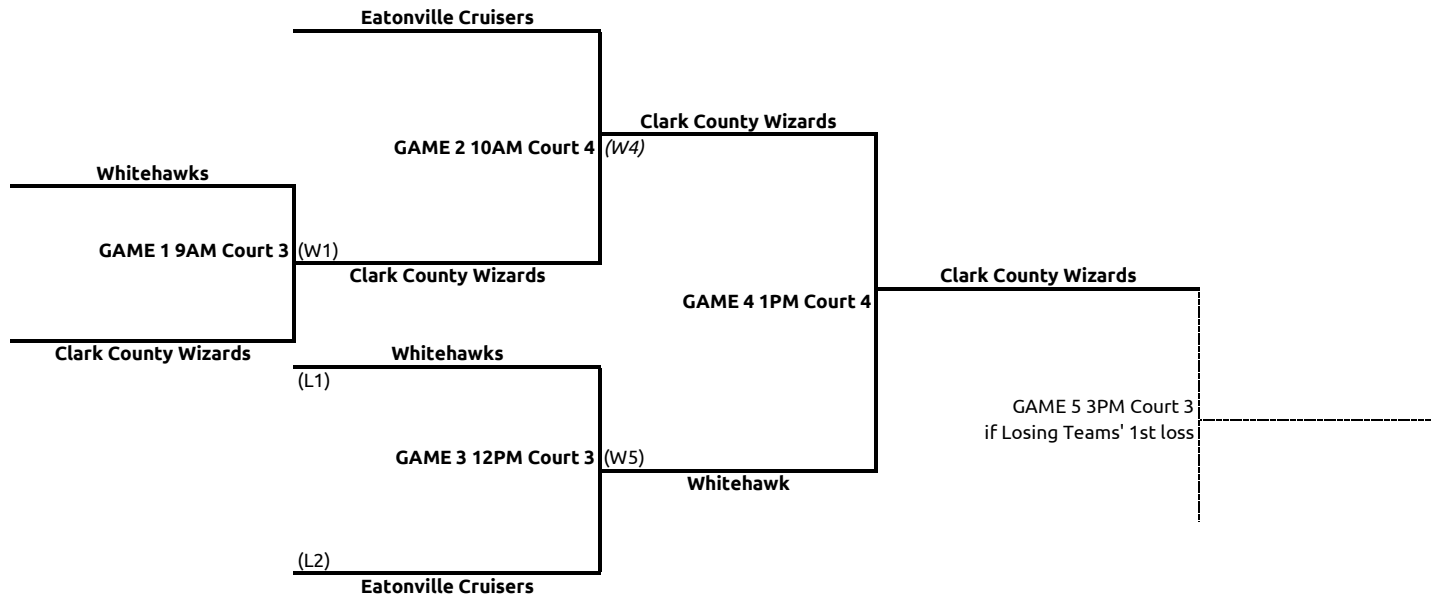 Eatonville Cruisers
Clark County Wizards
GAME 2 10AM Court 4 (W4)
Whitehawks
GAME 1 9AM Court 3 (W1)
Clark County Wizards
Clark County Wizards
GAME 4 1PM Court 4
Clark County Wizards
Whitehawks
(L1)
GAME 5 3PM Court 3
if Losing Teams' 1st loss
GAME 3 12PM Court 3 (W5)
Whitehawk
(L2)
Eatonville Cruisers